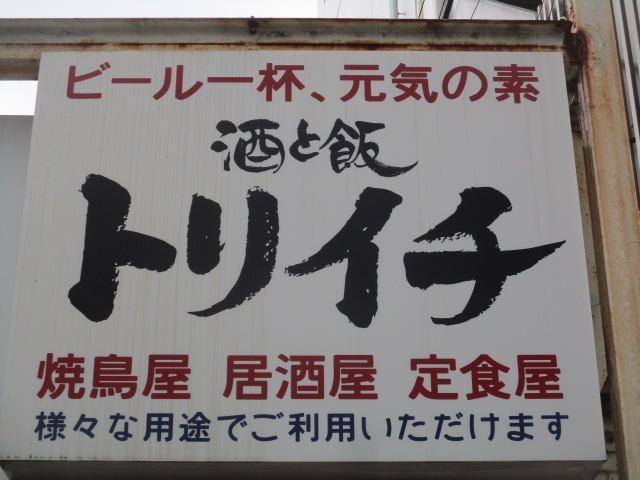 ビール一杯、元気の素
酒と飯
トリイチ
焼鳥屋 居酒屋 定食屋
様々な用途でご利用いただけます